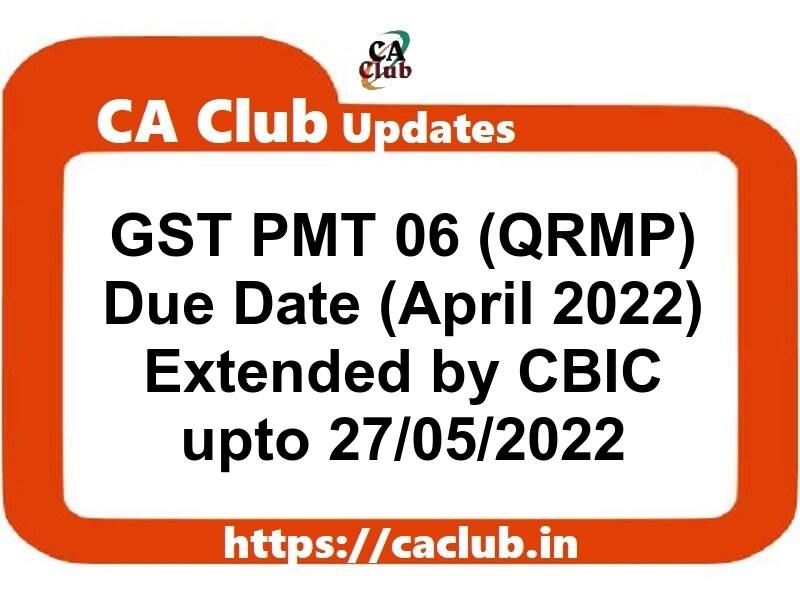 CA
Club
CA Club Updates
GST PMT 06 (QRMP)
Due Date (April 2022)
Extended by CBIC
upto 27/05/2022
https://caclub.in